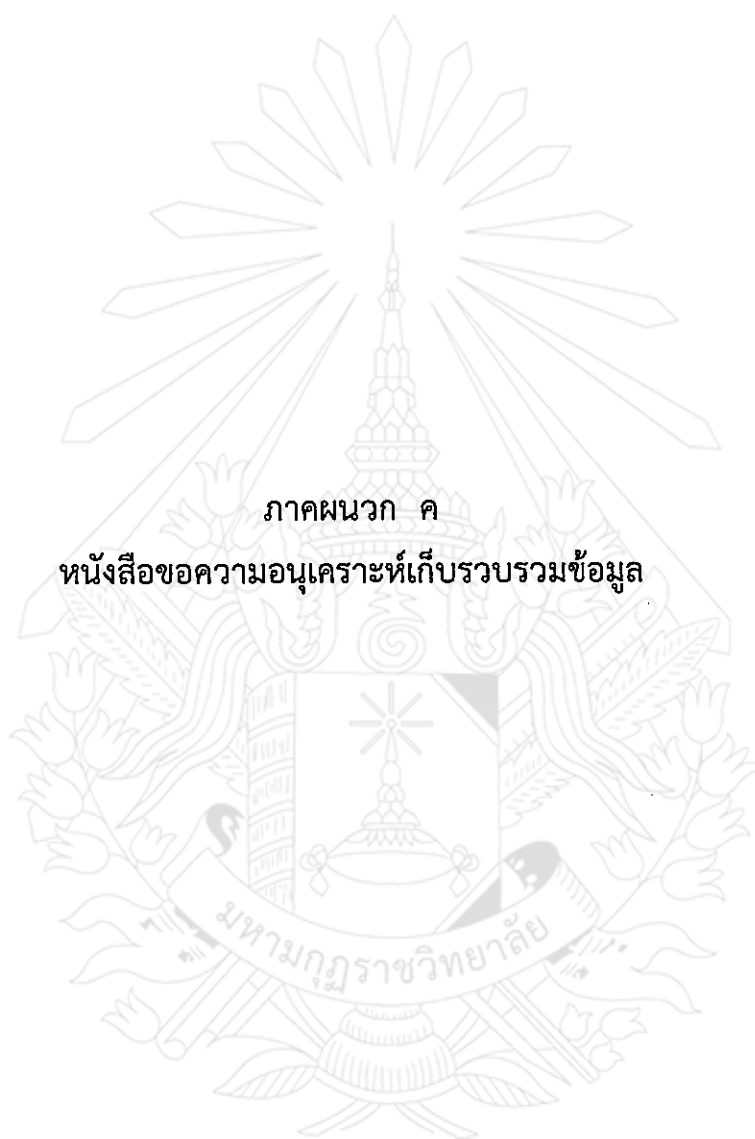 ภาคผนวก ค
หนังสือขอความอนุเคราะห์เก็บรวบรวมข้อมูล
มหามกุฏราชวิทยาลัย